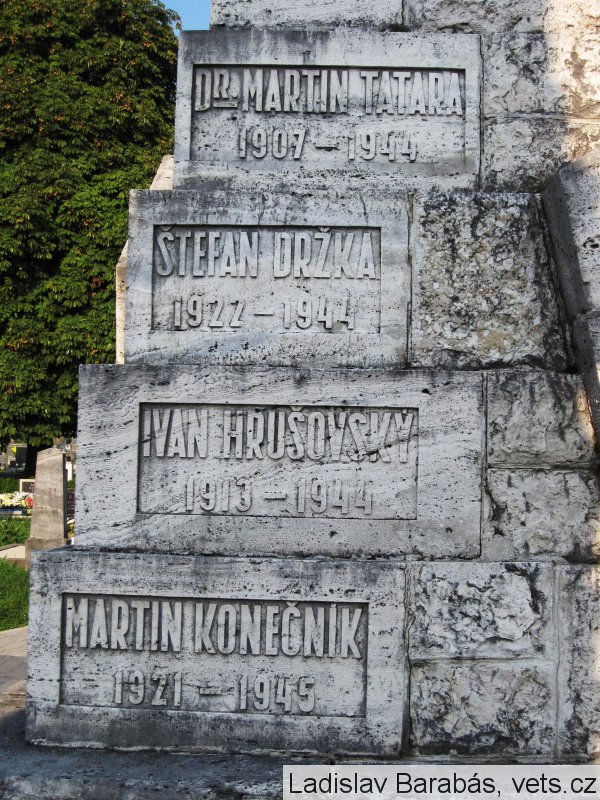 DR. MARTIN TATARA
1907 – 1944
ŠTEFAN DRŽKA
1922 – 1944
IVAN HRUŠOVSKÝ
1913 – 1944
MARTIN KONEČNÍK
1921 – 1945
Ladislav Barabás, vets.cz